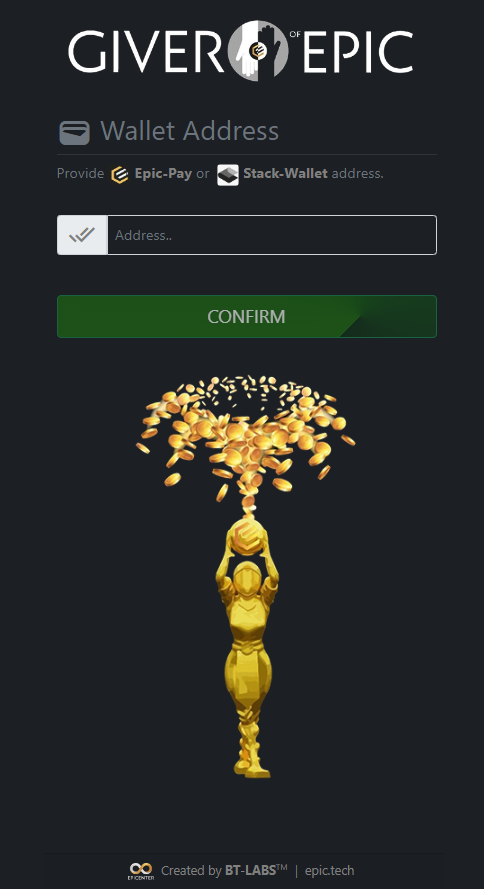 GIVER OF EPIC
Wallet Address
Provide Epic-Pay or Stack-Wallet address.
Address..
CONFIRM
EPICENTER Created by BT-LABS™ | epic.tech